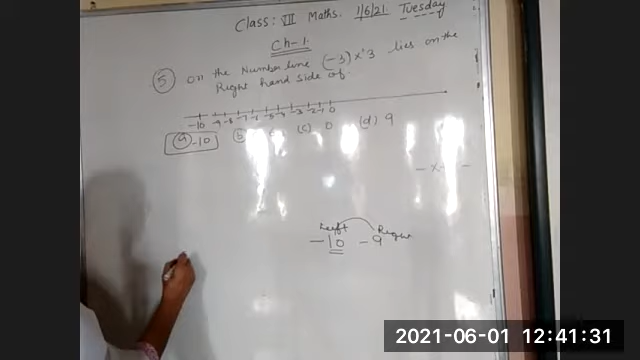 Class: VII Maths. 1/6/21. Tuesday
Ch-1.
⑤ On the Number line (-3) x 3 lies on the
Right hand side of.
-10 -9 -8 -7 -6 -5 -4 -3 -2 -1 0
(a) -10 (b) (c) 0 (d) 9
- x -
Left Right
-10 -9
2021-06-01 12:41:31